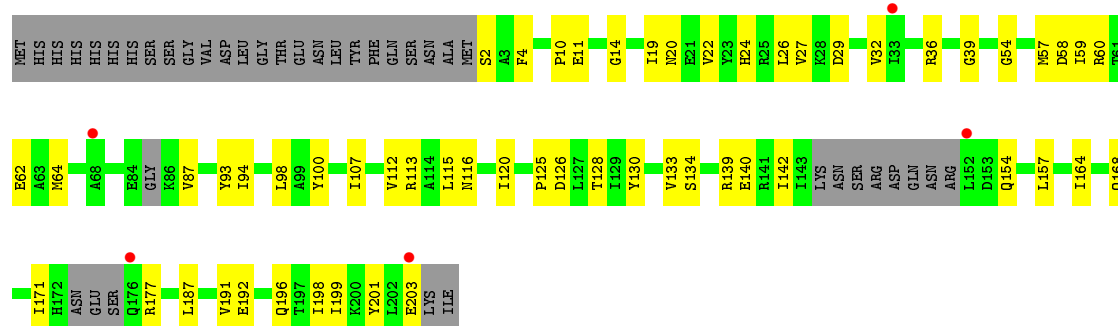 MET HIS HIS HIS HIS HIS HIS SER SER GLY VAL ASP LEU GLY THR GLU ASN LEU TYR PHE GLN SER ASN ALA MET S2 A3 F4 P10 E11 G14 I19 N20 E21 V22 Y23 H24 R25 L26 V27 K28 D29 V32 I33 R36 G39 G54 M57 D58 I59 R60 T61
E62 A63 M64 A68 E84 GLY K86 V87 Y93 I94 L98 A99 Y100 I107 V112 R113 A114 L115 N116 I120 P125 D126 L127 T128 I129 Y130 V133 S134 R139 E140 R141 I142 I143 LYS ASN SER ARG ASP GLN ASN ARG L152 D153 Q154 L157 I164 Q168
I171 H172 ASN GLU SER Q176 R177 L187 V191 E192 Q196 T197 I198 I199 K200 Y201 L202 E203 LYS ILE